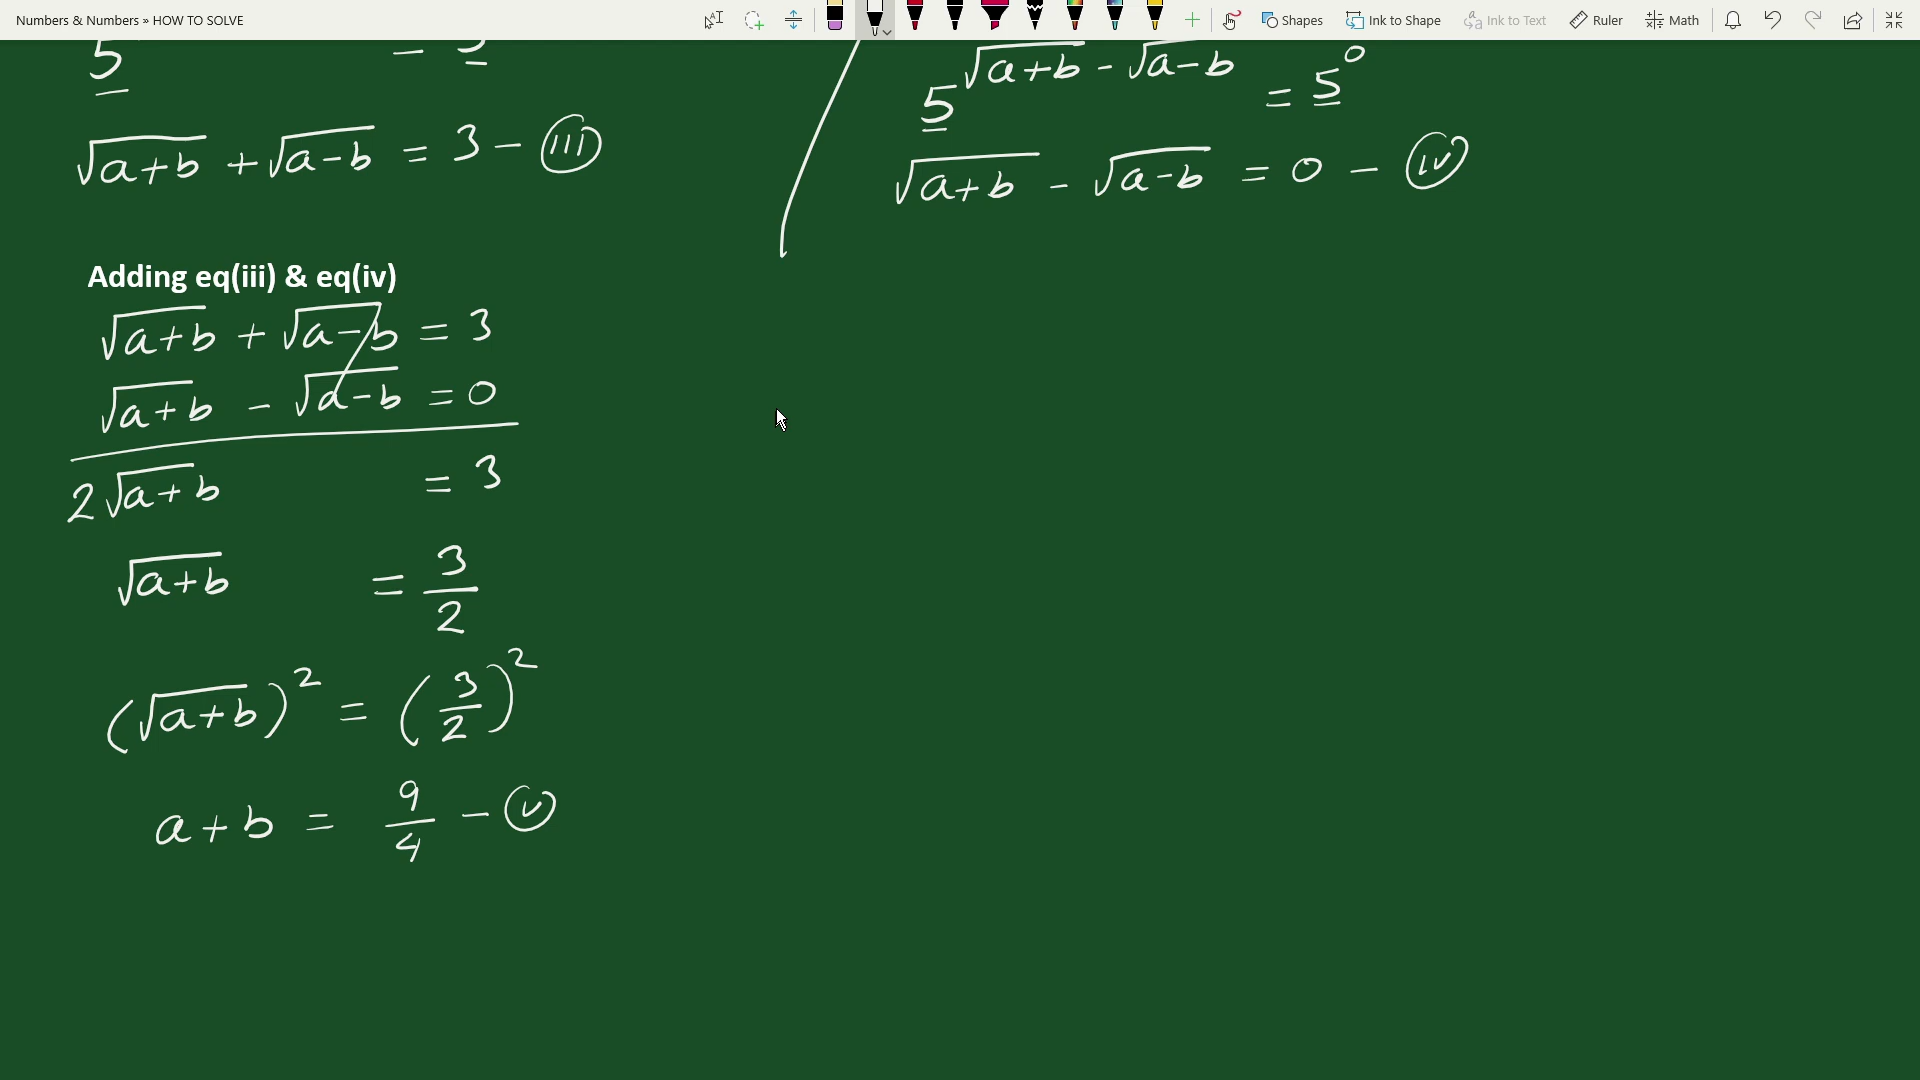 Numbers & Numbers » HOW TO SOLVE
Shapes
Ink to Shape
Ink to Text
Ruler
Math
5 =
√a+b + √a-b = 3 - (iii)
5^(√a+b - √a-b) = 5^0
√a+b - √a-b = 0 - (iv)
Adding eq(iii) & eq(iv)
√a+b + √a-b = 3
√a+b - √a-b = 0
2√a+b = 3
√a+b = 3/2
(√a+b)² = (3/2)²
a+b = 9/4 - (v)